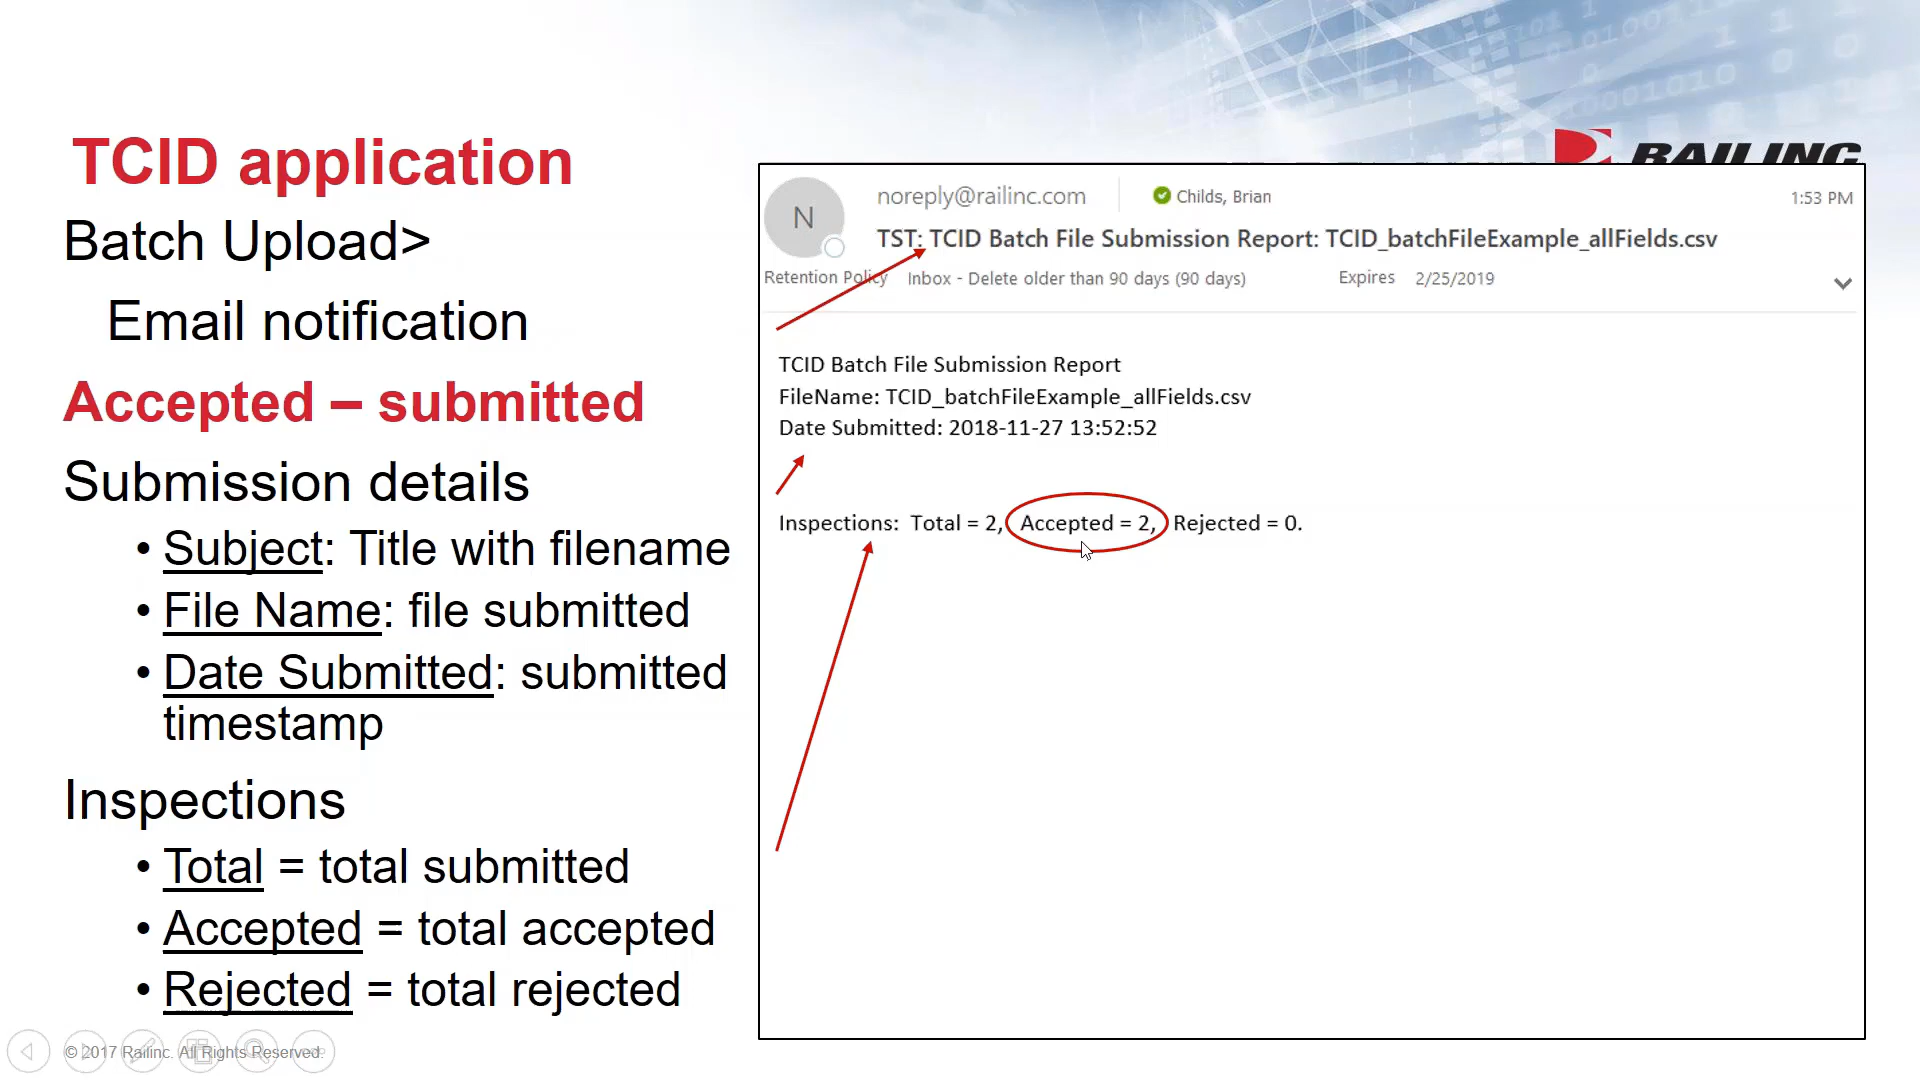 TCID application
Batch Upload>
Email notification
Accepted – submitted
Submission details
• Subject: Title with filename
• File Name: file submitted
• Date Submitted: submitted
timestamp
Inspections
• Total = total submitted
• Accepted = total accepted
• Rejected = total rejected
© 2017 Railinc. All Rights Reserved.
RAILINC
N
noreply@railinc.com
Childs, Brian
1:53 PM
TST: TCID Batch File Submission Report: TCID_batchFileExample_allFields.csv
Retention Policy Inbox - Delete older than 90 days (90 days) Expires 2/25/2019
TCID Batch File Submission Report
FileName: TCID_batchFileExample_allFields.csv
Date Submitted: 2018-11-27 13:52:52
Inspections: Total = 2, Accepted = 2, Rejected = 0.